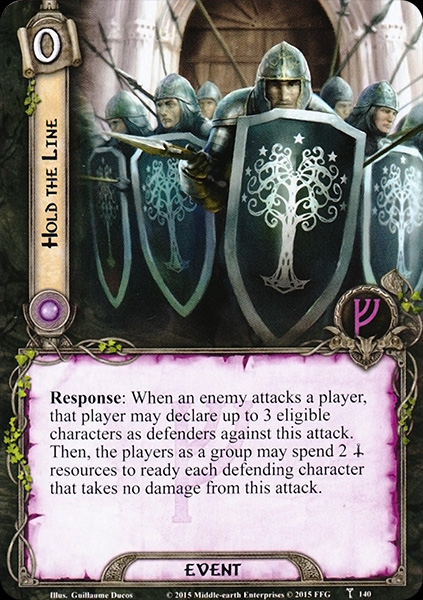 0
HOLD THE LINE
Response: When an enemy attacks a player,
that player may declare up to 3 eligible
characters as defenders against this attack.
Then, the players as a group may spend 2
resources to ready each defending character
that takes no damage from this attack.
EVENT
Illus. Guillaume Ducos © 2015 Middle-earth Enterprises © 2015 FFG 140